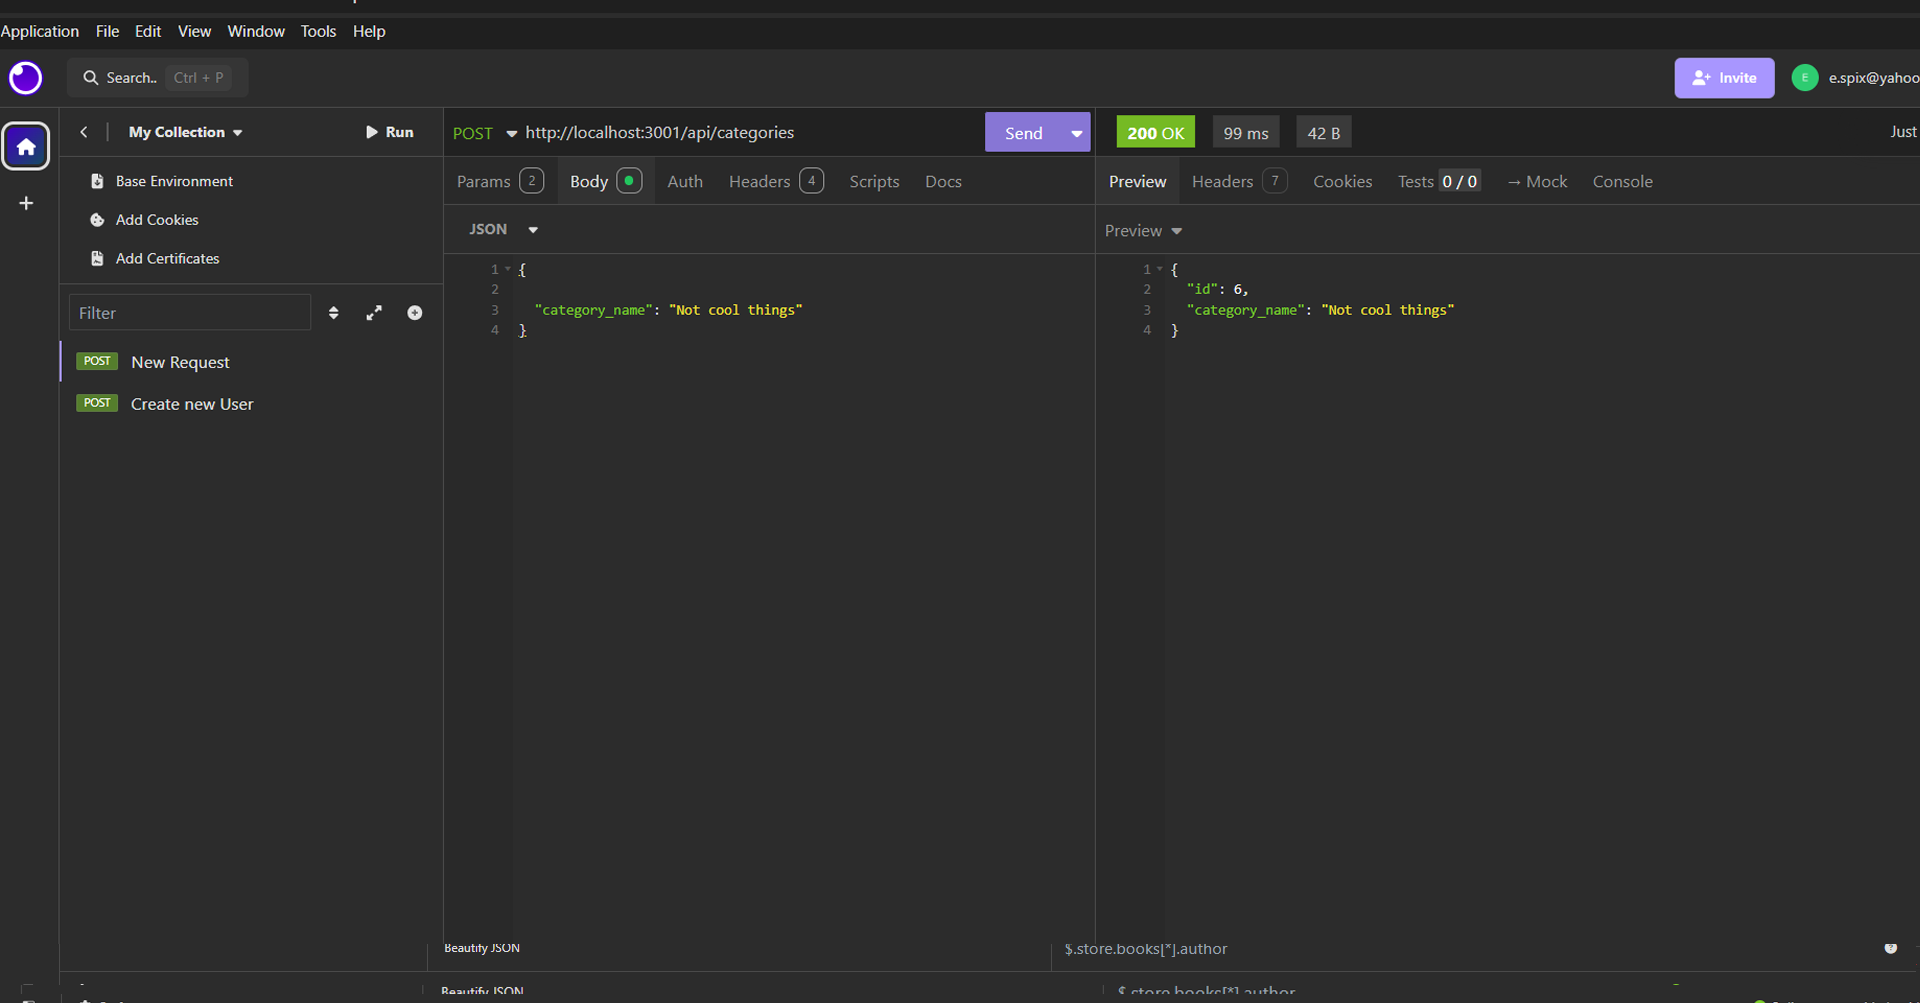 Application File Edit View Window Tools Help
Search.. Ctrl + P
Invite E e.spix@yahoo
My Collection Run
POST http://localhost:3001/api/categories Send
200 OK 99 ms 42 B Just
Base Environment
Add Cookies
Add Certificates
Filter
POST New Request
POST Create new User
Params 2 Body Auth Headers 4 Scripts Docs
JSON
1 {
2
3 "category_name": "Not cool things"
4 }
Preview Headers 7 Cookies Tests 0 / 0 → Mock Console
Preview
1 {
2 "id": 6,
3 "category_name": "Not cool things"
4 }
Beautify JSON $.store.books[*].author
Beautify JSON $.store.books[*].author